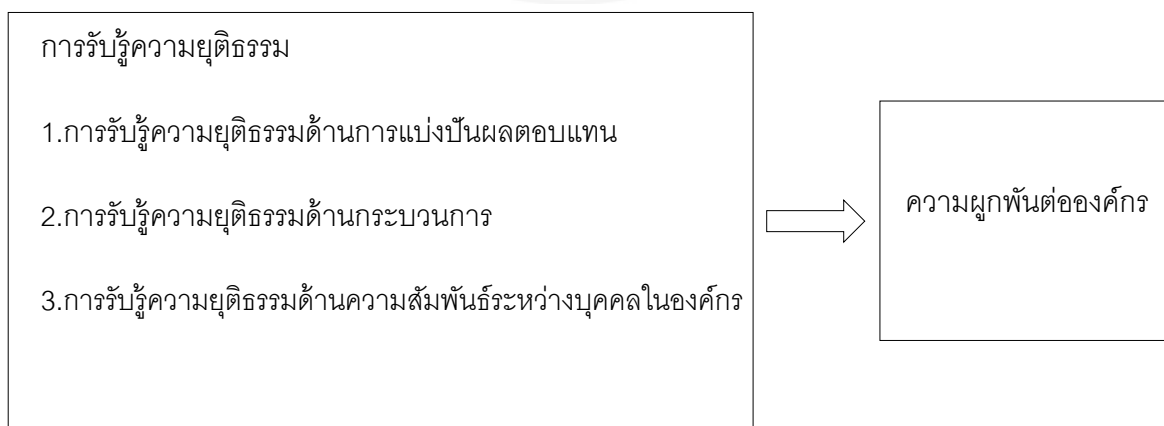 การรับรู้ความยุติธรรม
1.การรับรู้ความยุติธรรมด้านการแบ่งปันผลตอบแทน
2.การรับรู้ความยุติธรรมด้านกระบวนการ
3.การรับรู้ความยุติธรรมด้านความสัมพันธ์ระหว่างบุคคลในองค์กร
ความผูกพันต่อองค์กร